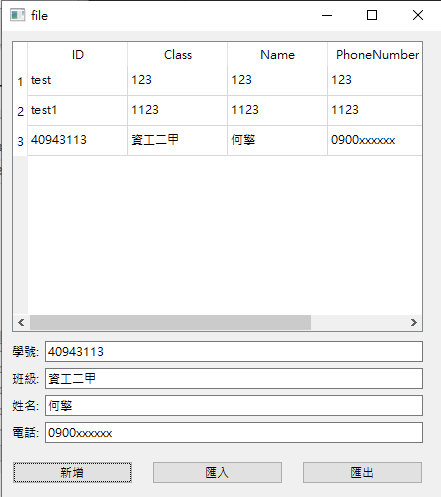 file
ID Class Name PhoneNumber
1 test 123 123 123
2 test1 1123 1123 1123
3 40943113 資工二甲 何擎 0900xxxxxx
學號: 40943113
班級: 資工二甲
姓名: 何擎
電話: 0900xxxxxx
新增 匯入 匯出